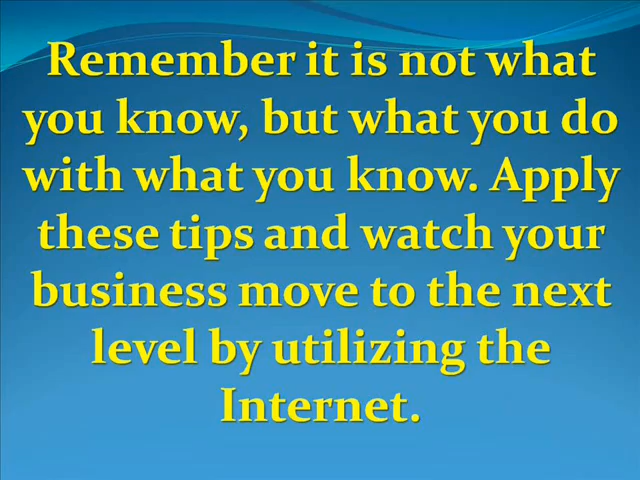 Remember it is not what
you know, but what you do
with what you know. Apply
these tips and watch your
business move to the next
level by utilizing the
Internet.